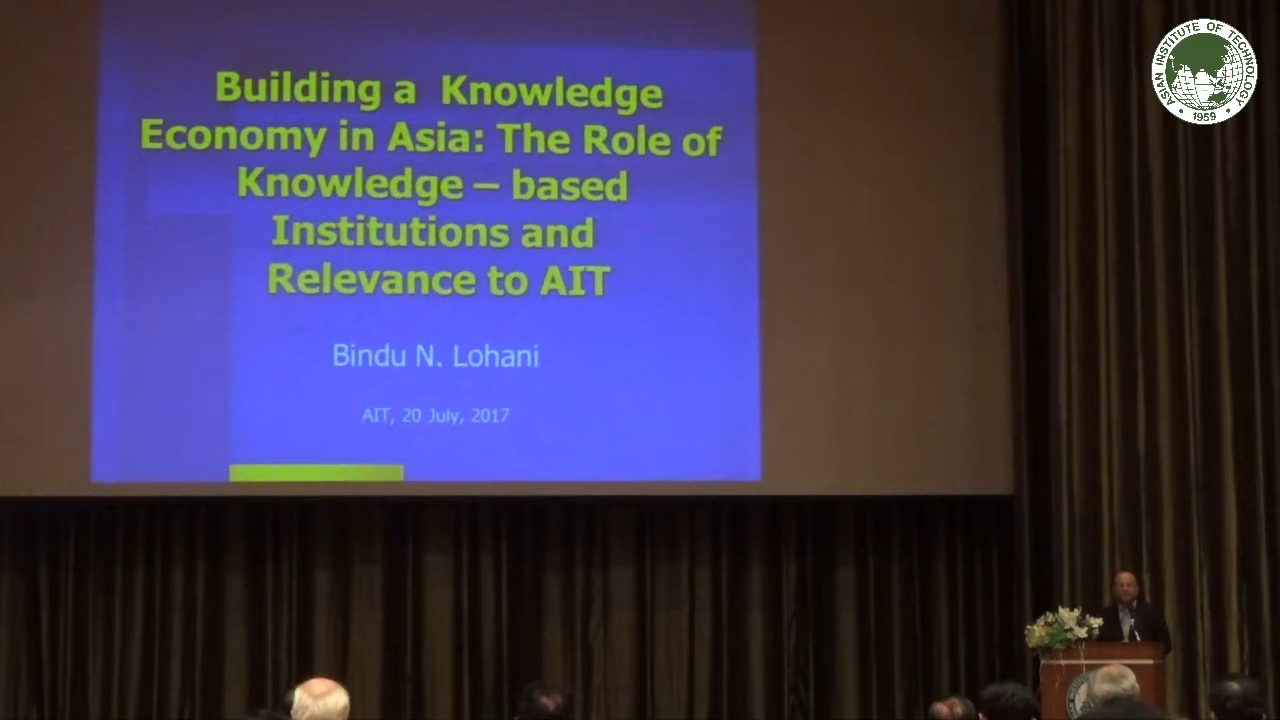 Building a Knowledge
Economy in Asia: The Role of
Knowledge – based
Institutions and
Relevance to AIT
Bindu N. Lohani
AIT, 20 July, 2017
ASIAN INSTITUTE OF TECHNOLOGY
1959